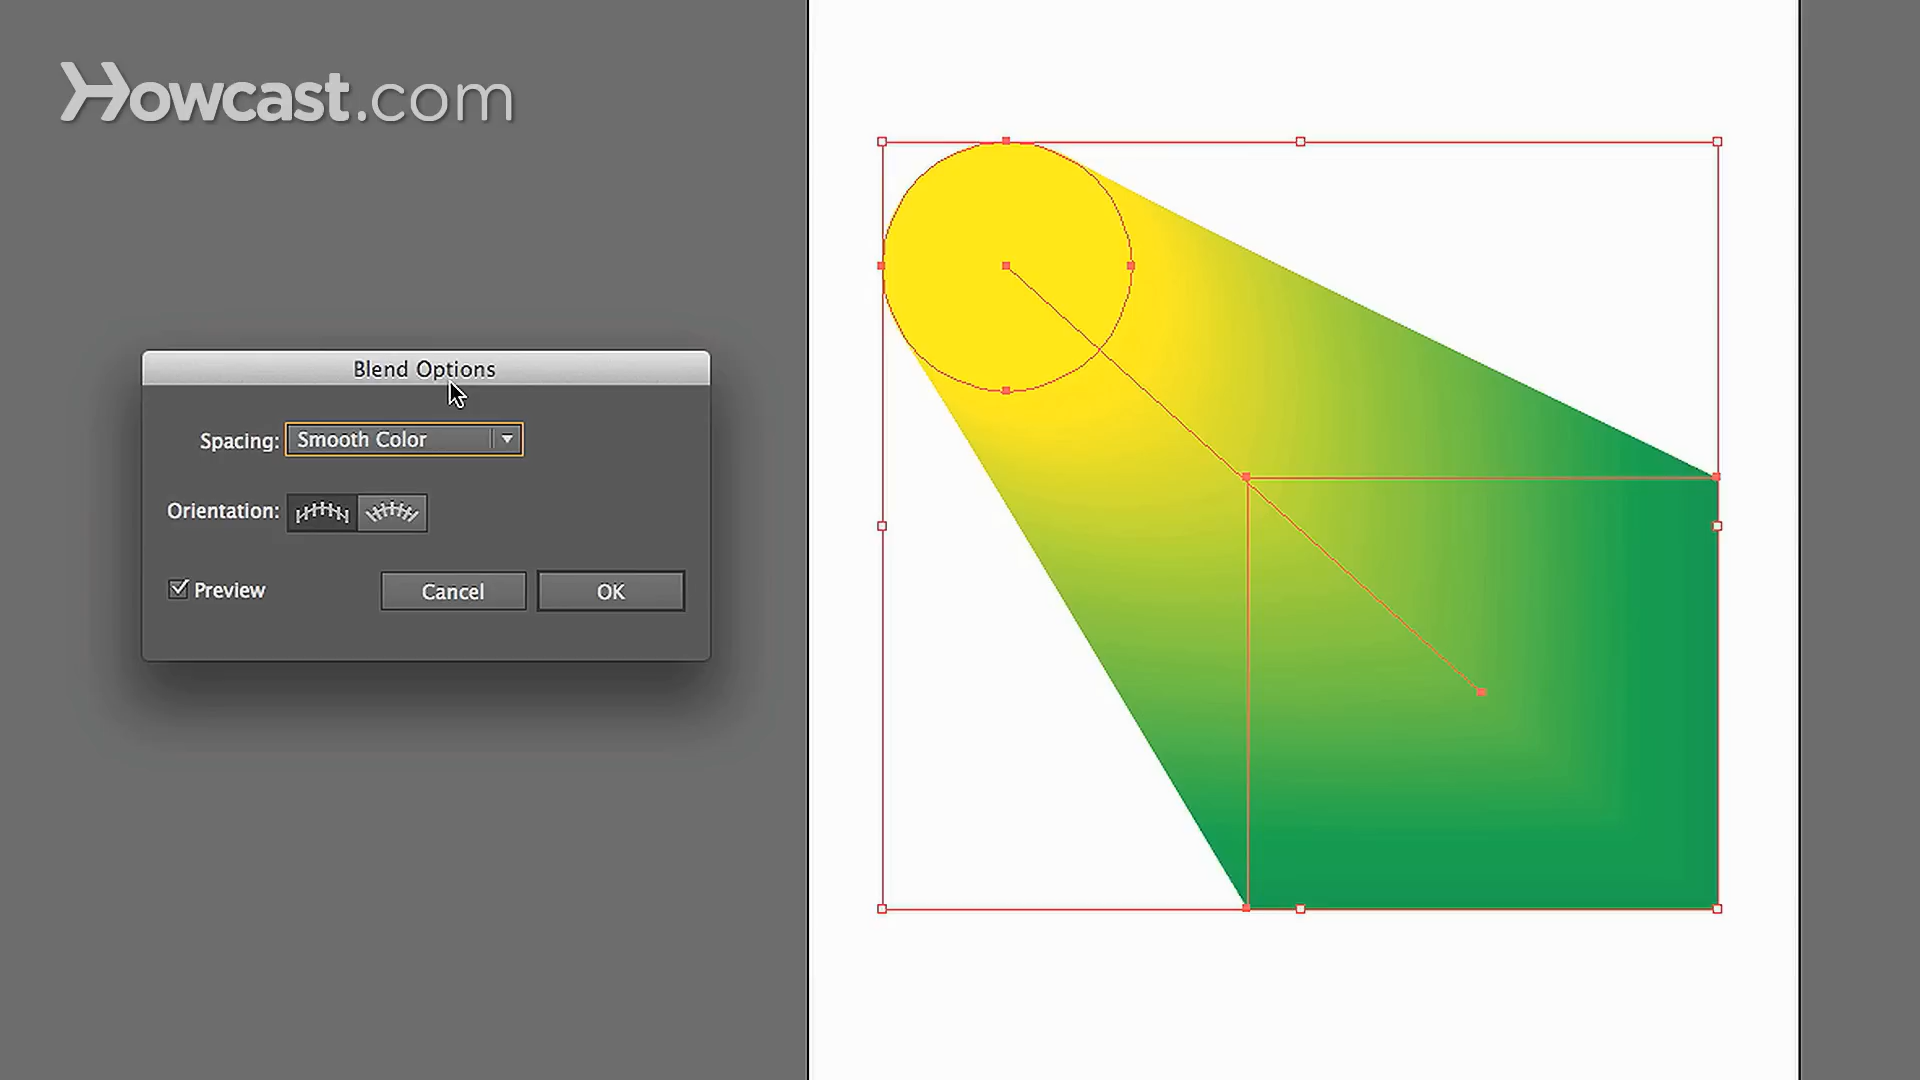 Howcast.com
Blend Options
Spacing: Smooth Color
Orientation:
Preview Cancel OK